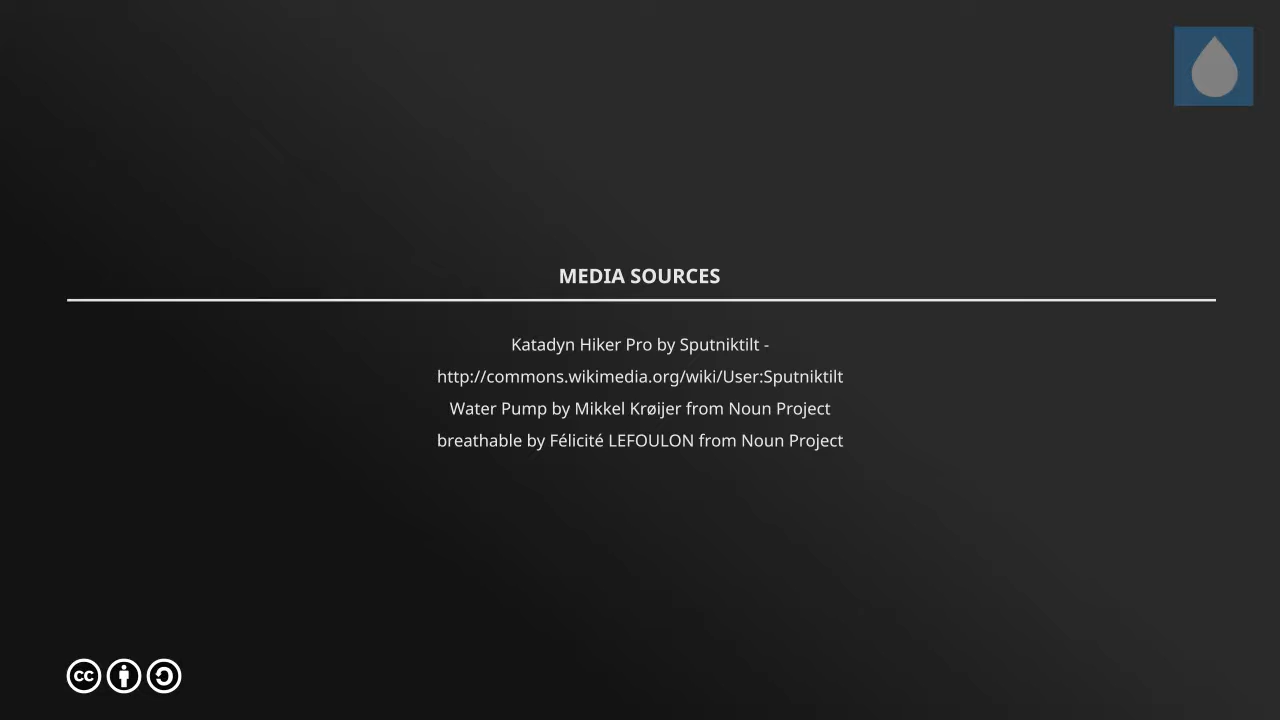 MEDIA SOURCES
Katadyn Hiker Pro by Sputniktilt -
http://commons.wikimedia.org/wiki/User:Sputniktilt
Water Pump by Mikkel Krøijer from Noun Project
breathable by Félicité LEFOULON from Noun Project
cc